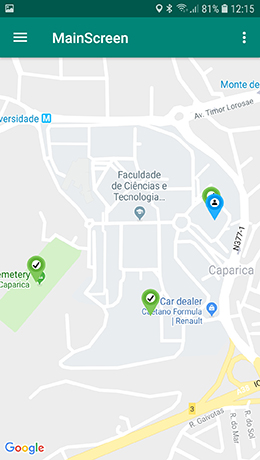 81% 12:15
MainScreen
Monte de
Av. Timor Lorosae
versidade M
Faculdade
de Ciências e
Tecnologia...
N377-1
Caparica
emetery
Caparica
Car dealer
Caetano Formula
| Renault
A38
IC
3
R. Gaivotas
R. do Mar
R. do Sol
Google